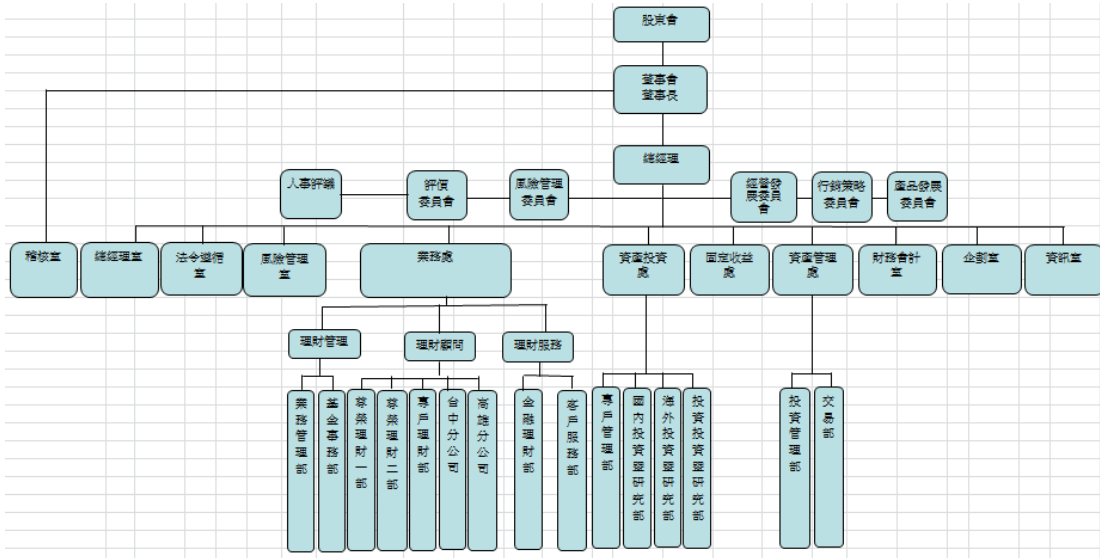 股東會
董事會
董事長
總經理
人事評議
評價
委員會
風險管理
委員會
經營發
展委員
會
行銷策略
委員會
產品發展
委員會
稽核室
總經理室
法令遵循
室
風險管理
室
業務處
資產投資
處
固定收益
處
資產管理
處
財務會計
室
企劃室
資訊室
理財管理
理財顧問
理財服務
業務管理部
基金事務部
尊榮理財一部
尊榮理財二部
專戶理財部
台中分公司
高雄分公司
金融理財部
客戶服務部
專戶管理部
國內投資暨研究部
海外投資暨研究部
投資投資暨研究部
投資管理部
交易部